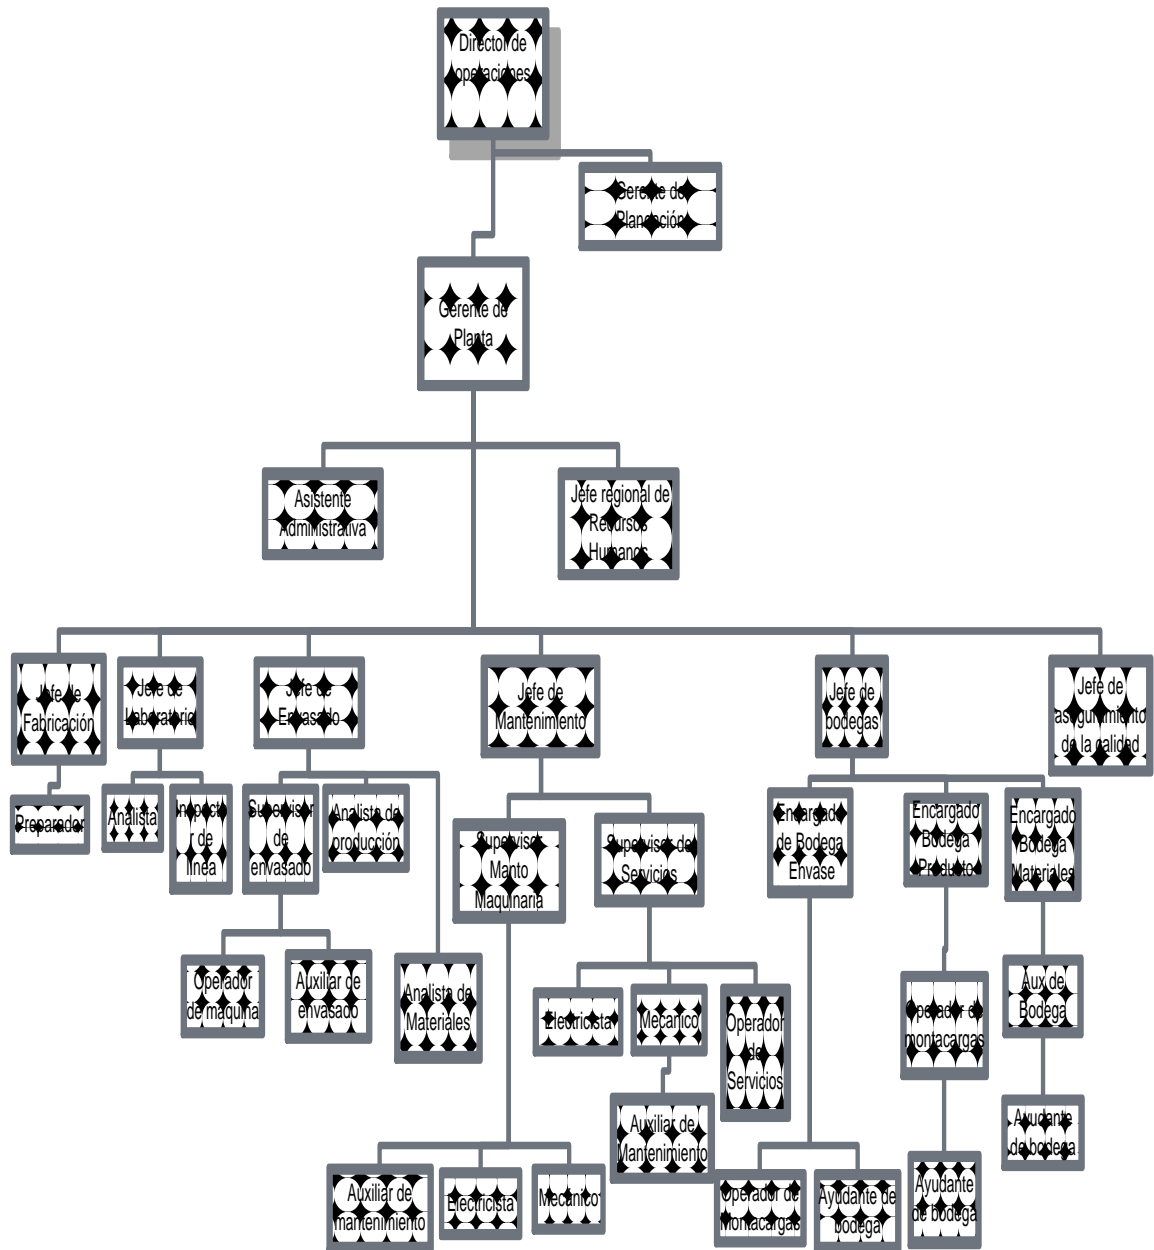 Director de
operaciones
Gerente de
Planeación
Gerente de
Planta
Asistente
Administrativa
Jefe regional de
Recursos
Humanos
Jefe de
Fabricación
Jefe de
Laboratorio
Jefe de
Envasado
Jefe de
Mantenimiento
Jefe de
bodegas
Jefe de
aseguramiento
de la calidad
Preparador
Analista
Inspecto
r de
línea
Supervisor
de
envasado
Analista de
producción
Supervisor
Manto
Maquinaria
Supervisor de
Servicios
Encargado
de Bodega
Envase
Encargado
Bodega
Producto
Encargado
Bodega
Materiales
Operador
de maquina
Auxiliar de
envasado
Analista de
Materiales
Electricista
Mecánico
Operador
de
Servicios
Operador de
montacargas
Aux de
Bodega
Auxiliar de
Mantenimiento
Ayudante
de bodega
Auxiliar de
mantenimiento
Electricista
Mecánico
Operador de
Montacargas
Ayudante de
bodega
Ayudante
de bodega